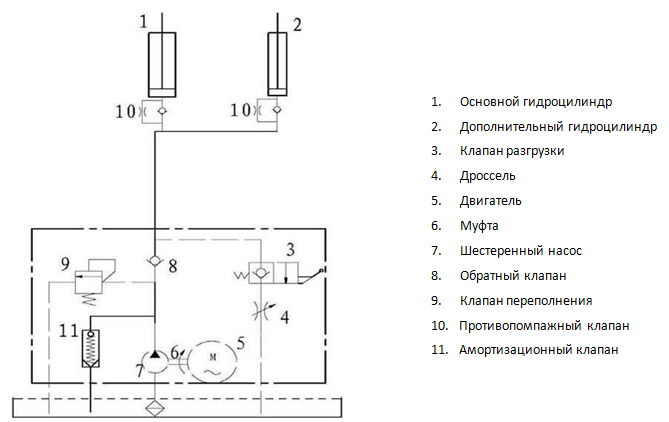 1
2
10
10
9
8
3
4
11
7
6
5
M
1. Основной гидроцилиндр
2. Дополнительный гидроцилиндр
3. Клапан разгрузки
4. Дроссель
5. Двигатель
6. Муфта
7. Шестеренный насос
8. Обратный клапан
9. Клапан переполнения
10. Противопомпажный клапан
11. Амортизационный клапан